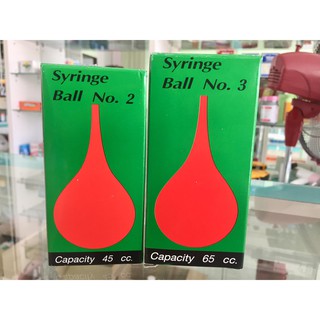 Syringe
Ball No. 2
Capacity 45 cc.
Syringe
Ball No. 3
Capacity 65 cc.